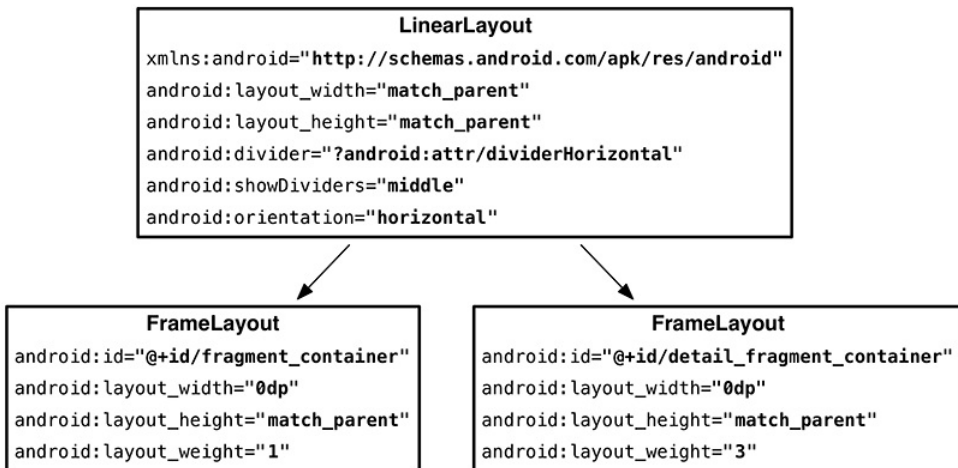 LinearLayout
xmlns:android="http://schemas.android.com/apk/res/android"
android:layout_width="match_parent"
android:layout_height="match_parent"
android:divider="?android:attr/dividerHorizontal"
android:showDividers="middle"
android:orientation="horizontal"
FrameLayout
android:id="@+id/fragment_container"
android:layout_width="0dp"
android:layout_height="match_parent"
android:layout_weight="1"
FrameLayout
android:id="@+id/detail_fragment_container"
android:layout_width="0dp"
android:layout_height="match_parent"
android:layout_weight="3"